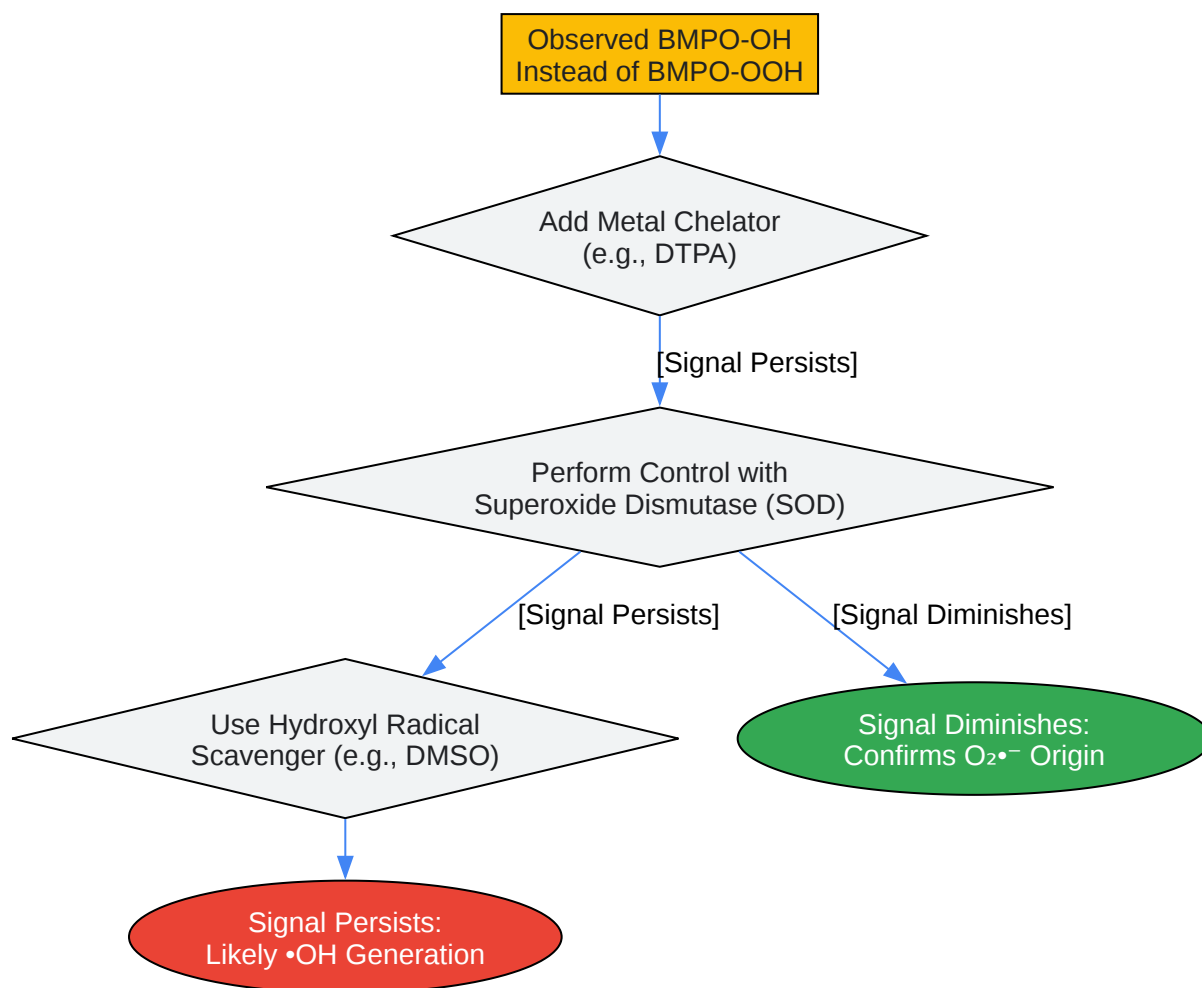 Observed BMPO-OH
Instead of BMPO-OOH
Add Metal Chelator
(e.g., DTPA)
[Signal Persists]
Perform Control with
Superoxide Dismutase (SOD)
[Signal Persists]
[Signal Diminishes]
Use Hydroxyl Radical
Scavenger (e.g., DMSO)
Signal Diminishes:
Confirms O₂•⁻ Origin
Signal Persists:
Likely •OH Generation